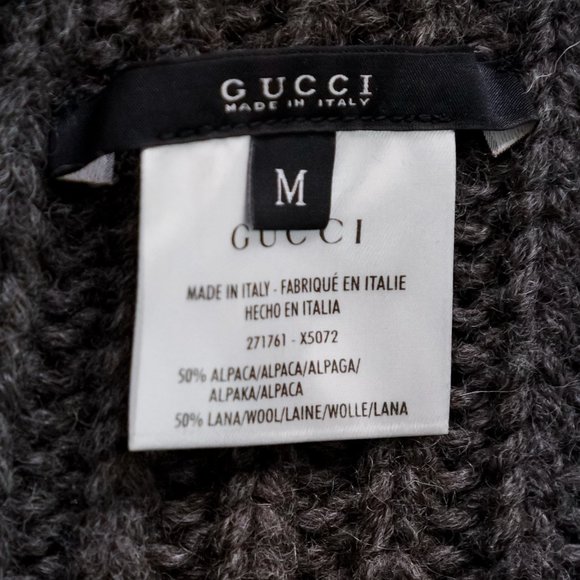 GUCCI
MADE IN ITALY
M
GUCCI
MADE IN ITALY - FABRIQUÉ EN ITALIE
HECHO EN ITALIA
271761 - X5072
50% ALPACA/ALPACA/ALPAGA/
ALPAKA/ALPACA
50% LANA/WOOL/LAINE/WOLLE/LANA